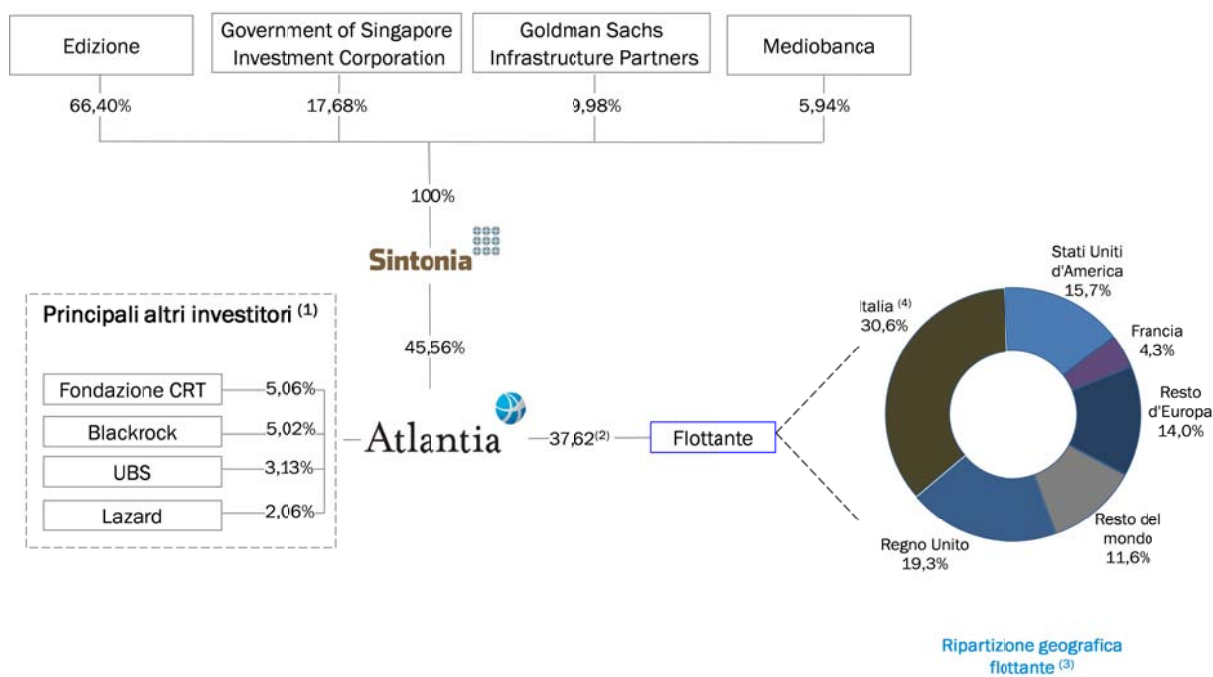 Edizione
Government of Singapore
Investment Corporation
Goldman Sachs
Infrastructure Partners
Mediobanca
66,40%
17,68%
9,98%
5,94%
100%
Sintonia
45,56%
Principali altri investitori (1)
Fondazione CRT
5,06%
Blackrock
5,02%
UBS
3,13%
Lazard
2,06%
Atlantia
37,62(2)
Flottante
Stati Uniti
d'America
15,7%
Italia (4)
30,6%
Francia
4,3%
Resto
d'Europa
14,0%
Resto del
mondo
11,6%
Regno Unito
19,3%
Ripartizione geografica
flottante (3)